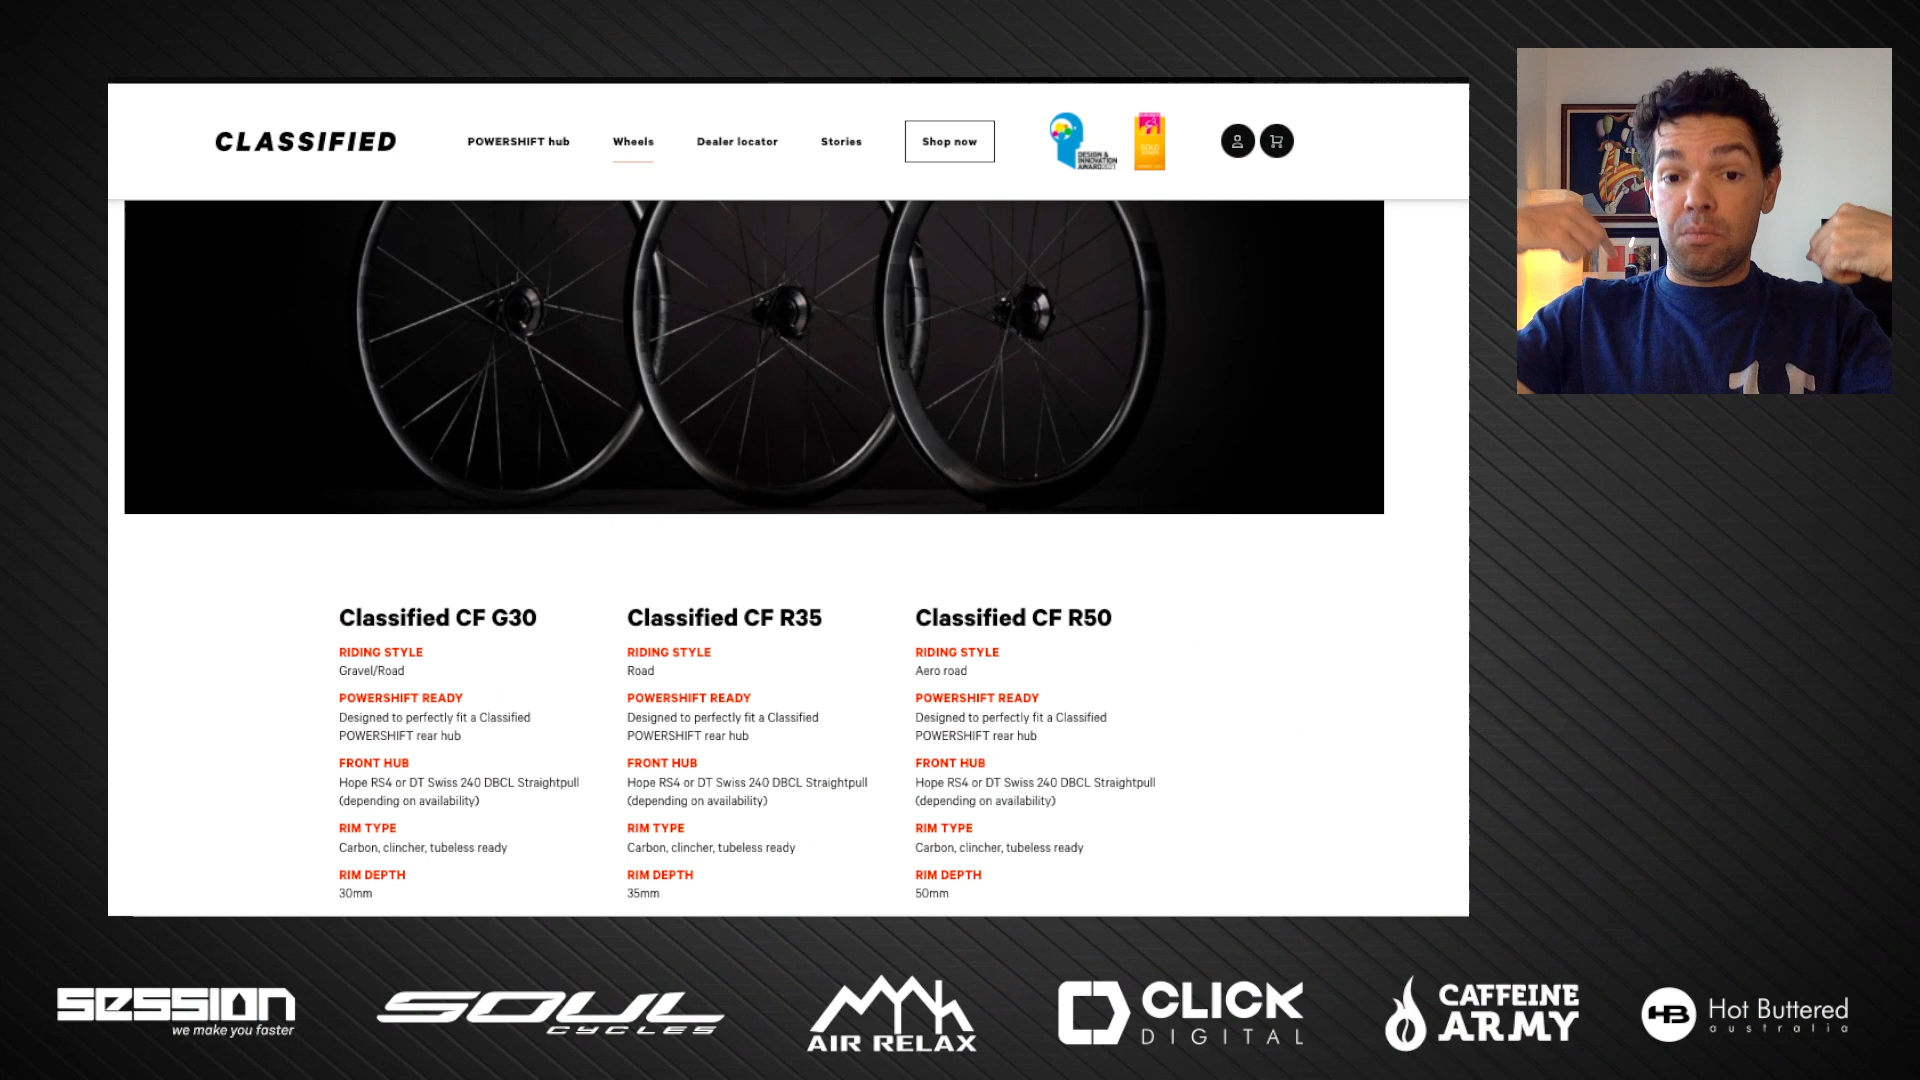 CLASSIFIED
POWERSHIFT hub
Wheels
Dealer locator
Stories
Shop now
DESIGN &
INNOVATION
AWARD 2021
GOLD
Classified CF G30
RIDING STYLE
Gravel/Road
POWERSHIFT READY
Designed to perfectly fit a Classified
POWERSHIFT rear hub
FRONT HUB
Hope RS4 or DT Swiss 240 DBCL Straightpull
(depending on availability)
RIM TYPE
Carbon, clincher, tubeless ready
RIM DEPTH
30mm
Classified CF R35
RIDING STYLE
Road
POWERSHIFT READY
Designed to perfectly fit a Classified
POWERSHIFT rear hub
FRONT HUB
Hope RS4 or DT Swiss 240 DBCL Straightpull
(depending on availability)
RIM TYPE
Carbon, clincher, tubeless ready
RIM DEPTH
35mm
Classified CF R50
RIDING STYLE
Aero road
POWERSHIFT READY
Designed to perfectly fit a Classified
POWERSHIFT rear hub
FRONT HUB
Hope RS4 or DT Swiss 240 DBCL Straightpull
(depending on availability)
RIM TYPE
Carbon, clincher, tubeless ready
RIM DEPTH
50mm
SESSION
we make you faster
SOUL
CYCLES
AIR RELAX
CLICK
DIGITAL
CAFFEINE
ARMY
HB
Hot Buttered
australia